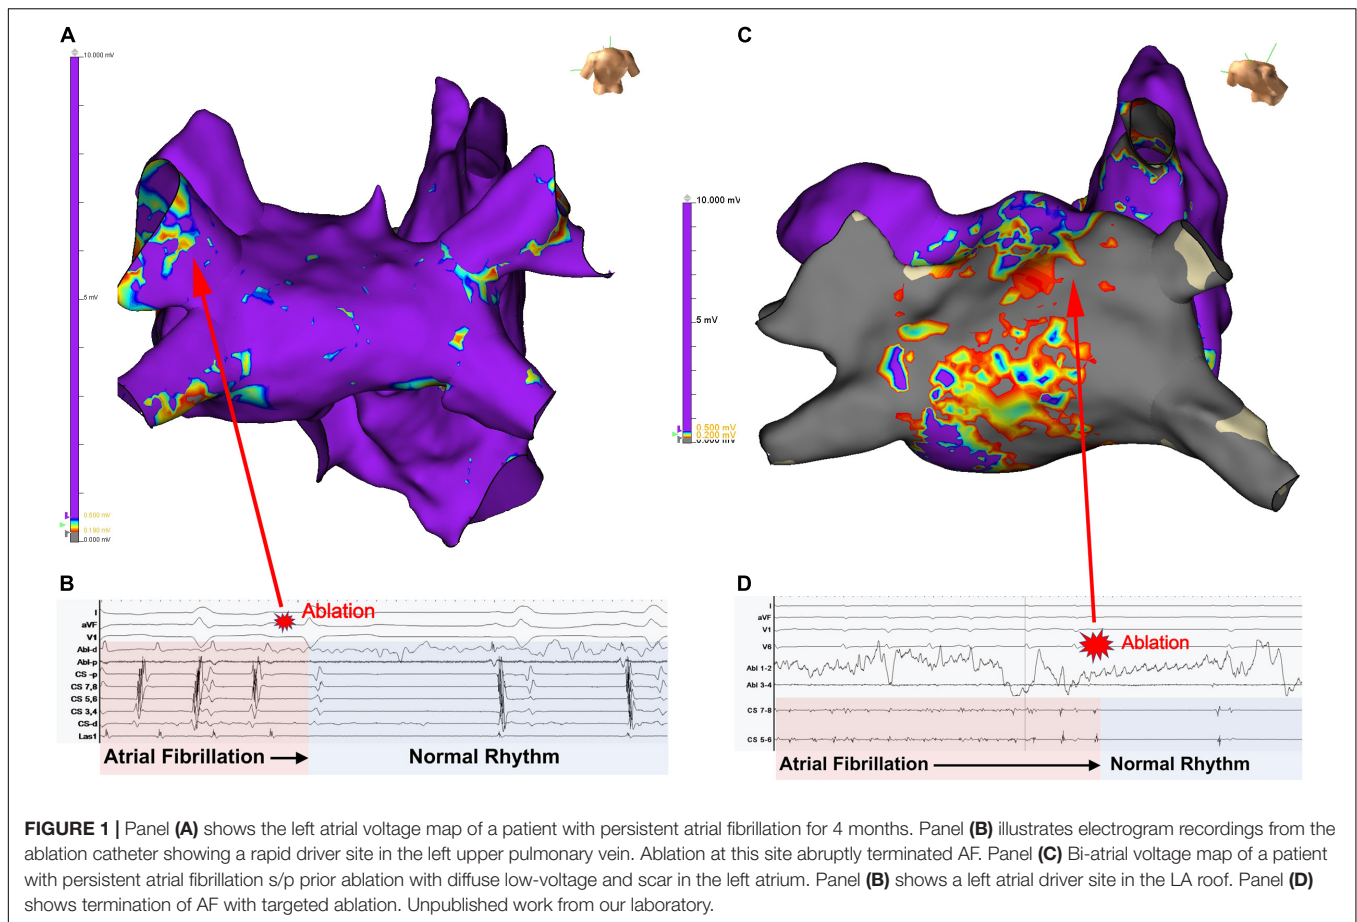 A
10.000 mV
5 mV
0.190 mV
0.000 mV
C
10.000 mV
5 mV
0.500 mV
0.200 mV
0.000 mV
B
I
aVF
V1
Abl-d
Abl-p
CS -p
CS 7,8
CS 5,6
CS 3,4
CS-d
Las1
Ablation
Atrial Fibrillation
Normal Rhythm
D
I
aVF
V1
V6
Abl 1-2
Abl 3-4
CS 7-8
CS 5-6
Ablation
Atrial Fibrillation
Normal Rhythm
FIGURE 1 | Panel (A) shows the left atrial voltage map of a patient with persistent atrial fibrillation for 4 months. Panel (B) illustrates electrogram recordings from the
ablation catheter showing a rapid driver site in the left upper pulmonary vein. Ablation at this site abruptly terminated AF. Panel (C) Bi-atrial voltage map of a patient
with persistent atrial fibrillation s/p prior ablation with diffuse low-voltage and scar in the left atrium. Panel (B) shows a left atrial driver site in the LA roof. Panel (D)
shows termination of AF with targeted ablation. Unpublished work from our laboratory.